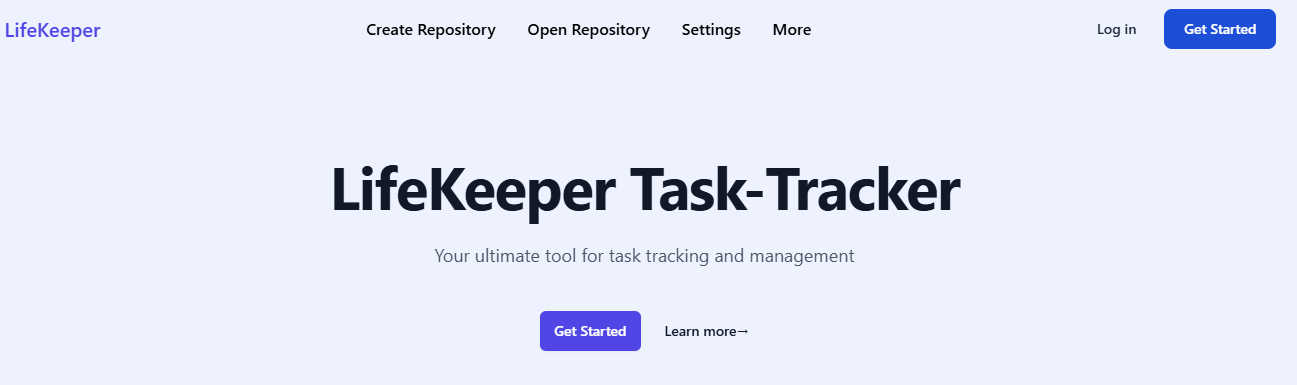 LifeKeeper Create Repository Open Repository Settings More Log in Get Started
LifeKeeper Task-Tracker
Your ultimate tool for task tracking and management
Get Started Learn more→